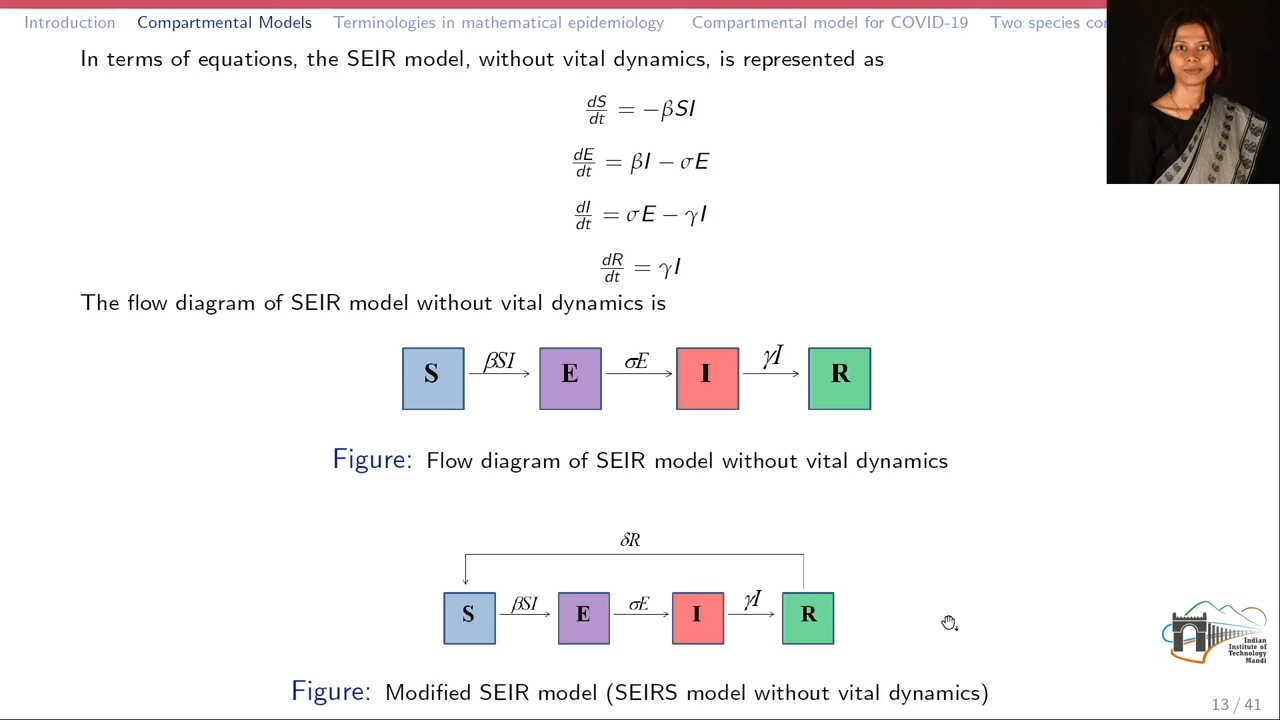 Introduction Compartmental Models Terminologies in mathematical epidemiology Compartmental model for COVID-19 Two species
In terms of equations, the SEIR model, without vital dynamics, is represented as
dS/dt = −βSI
dE/dt = βI − σE
dI/dt = σE − γI
dR/dt = γI
The flow diagram of SEIR model without vital dynamics is
S βSI E σE I γI R
Figure: Flow diagram of SEIR model without vital dynamics
δR
S βSI E σE I γI R
Figure: Modified SEIR model (SEIRS model without vital dynamics)
Indian
Institute of
Technology
Mandi
13 / 41